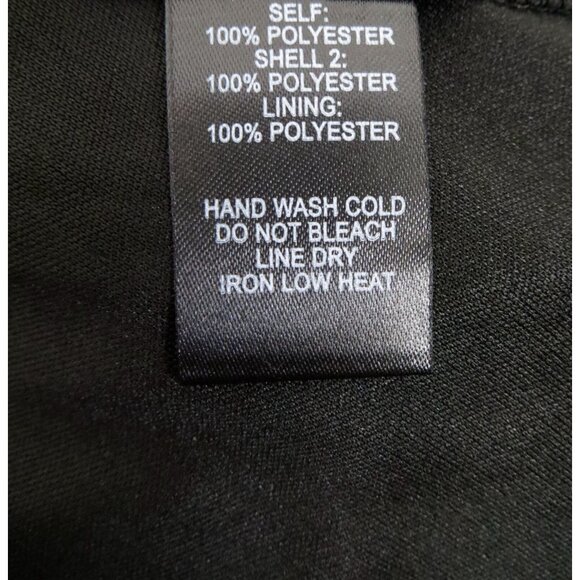 SELF:
100% POLYESTER
SHELL 2:
100% POLYESTER
LINING:
100% POLYESTER
HAND WASH COLD
DO NOT BLEACH
LINE DRY
IRON LOW HEAT